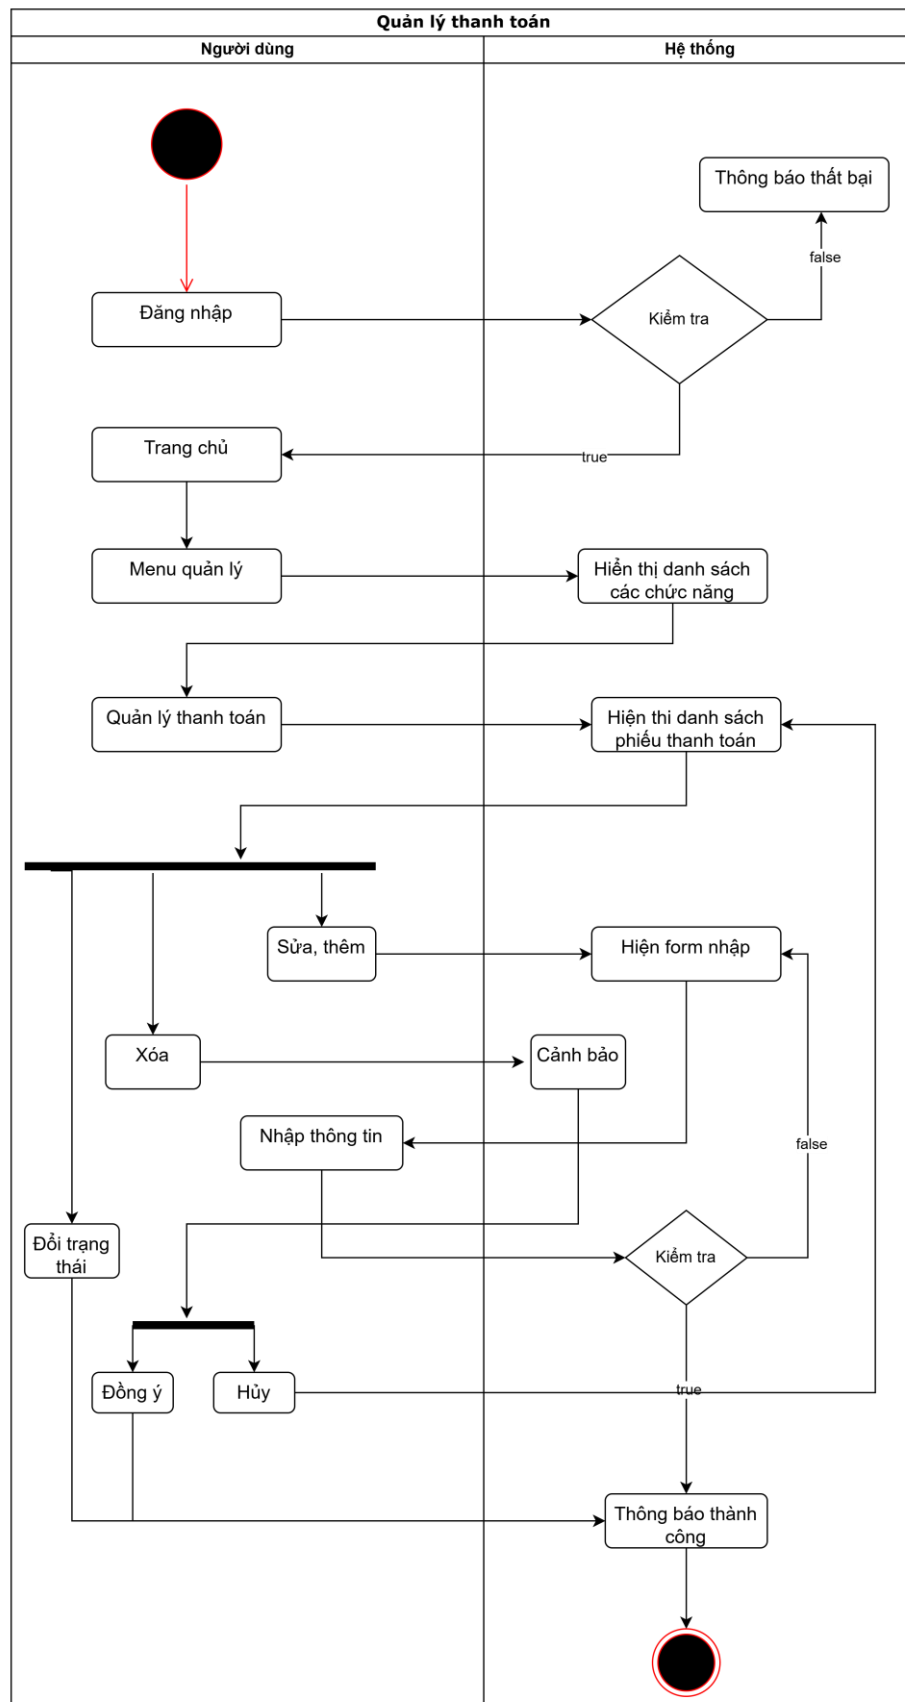 Quản lý thanh toán
Người dùng
Hệ thống
Thông báo thất bại
false
Kiểm tra
Đăng nhập
Trang chủ
true
Menu quản lý
Hiển thị danh sách
các chức năng
Quản lý thanh toán
Hiện thi danh sách
phiếu thanh toán
Sửa, thêm
Hiện form nhập
Xóa
Cảnh bảo
Nhập thông tin
false
Đổi trạng
thái
Kiểm tra
Đồng ý
Hủy
true
Thông báo thành
công